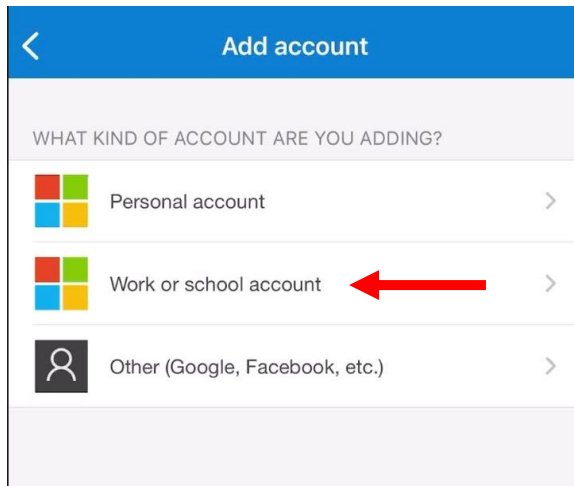 Add account
WHAT KIND OF ACCOUNT ARE YOU ADDING?
Personal account
Work or school account
Other (Google, Facebook, etc.)